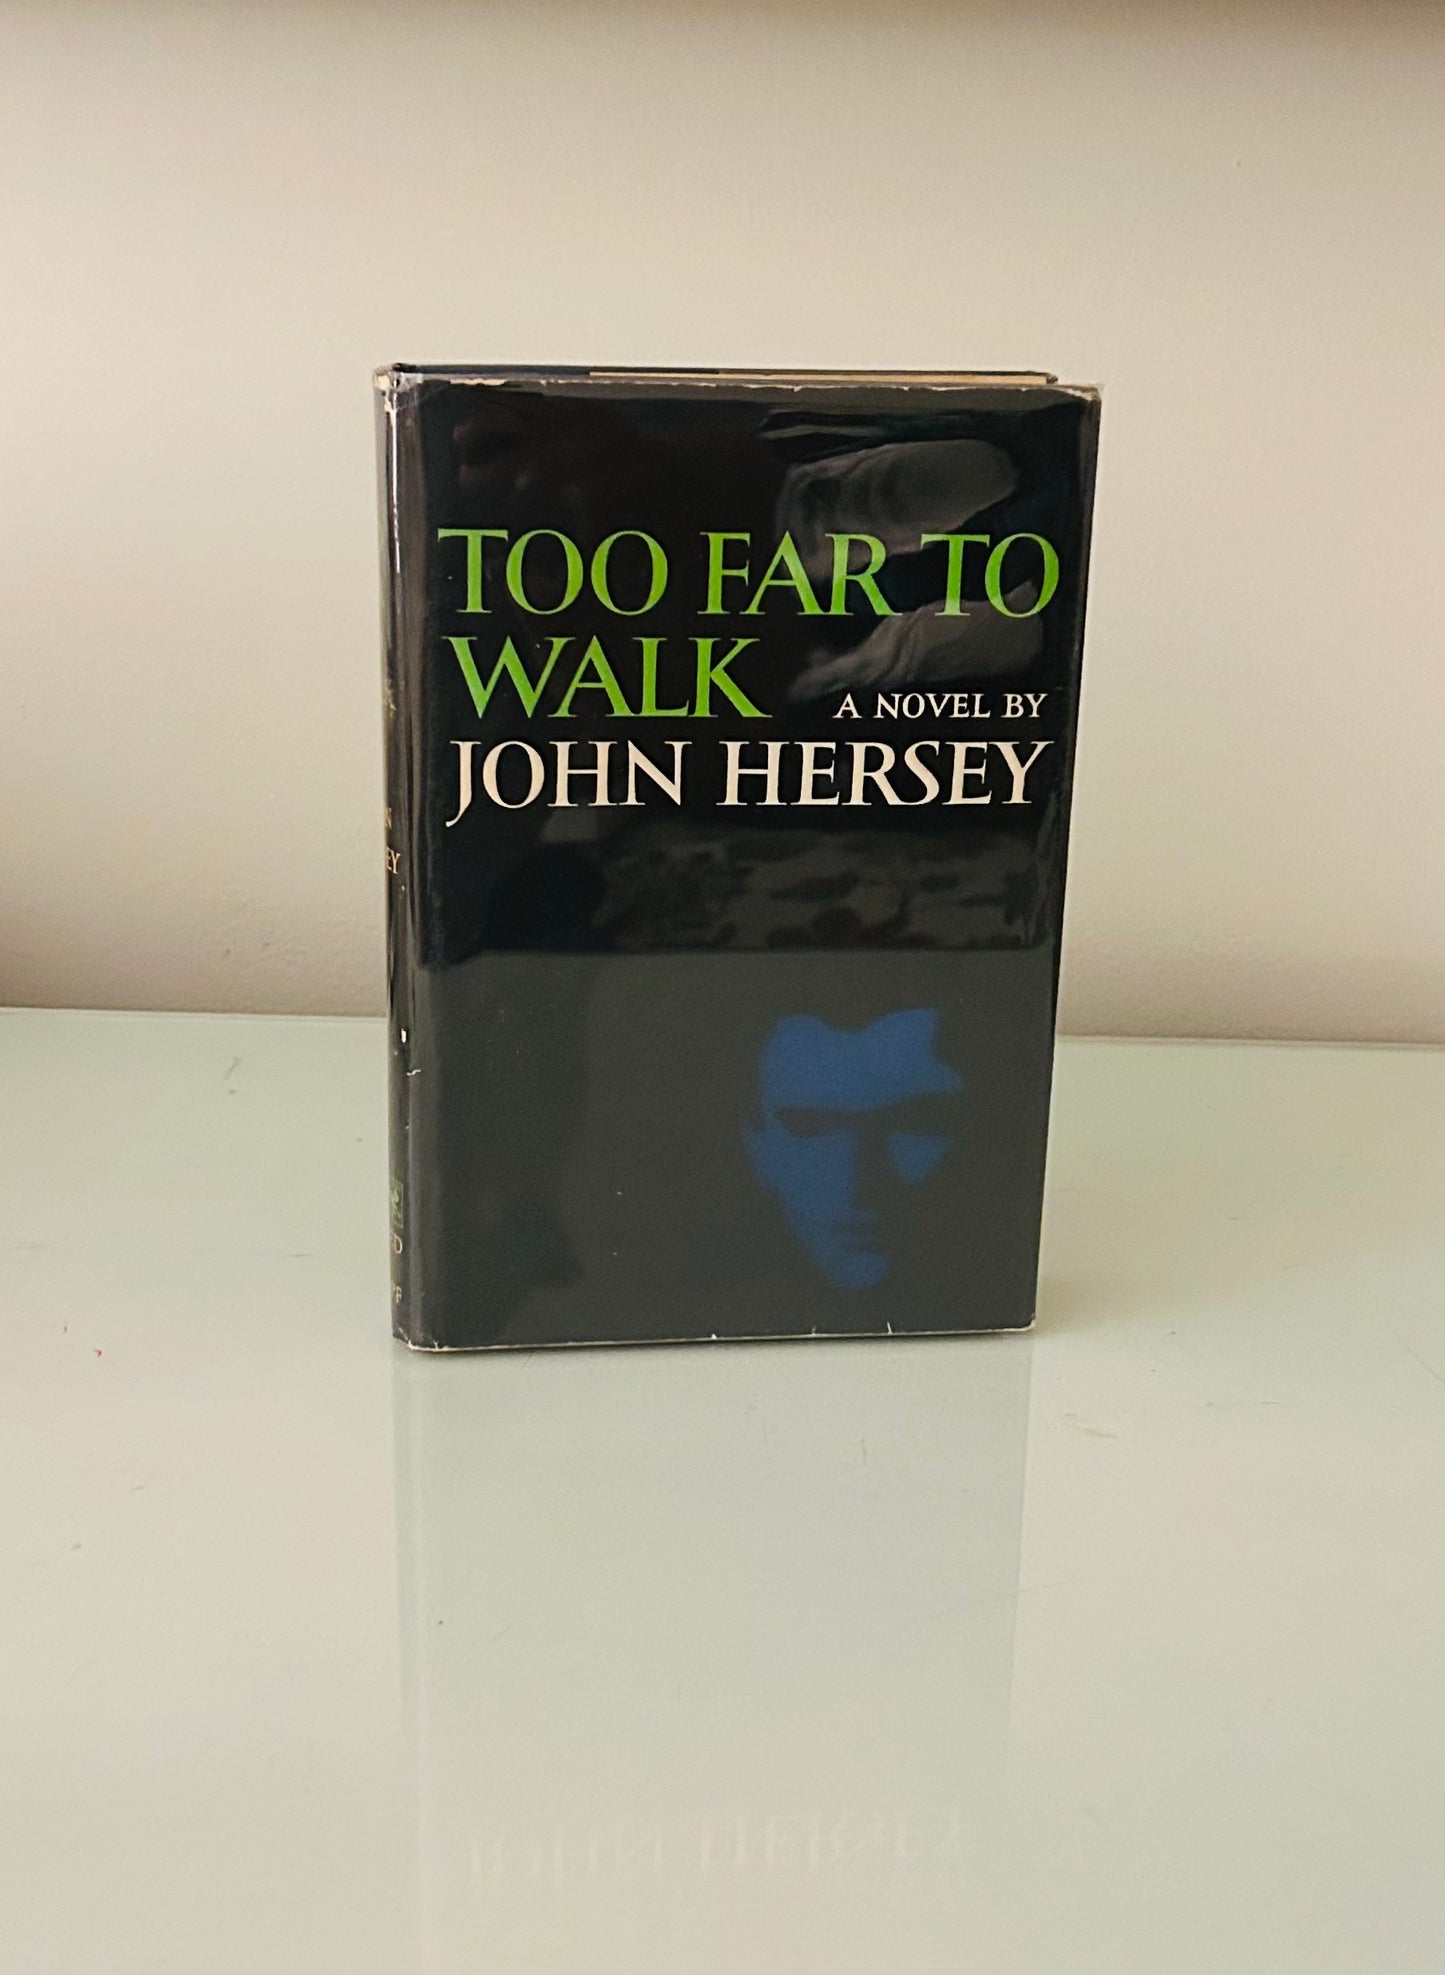 TOO FAR TO
WALK
A NOVEL BY
JOHN HERSEY